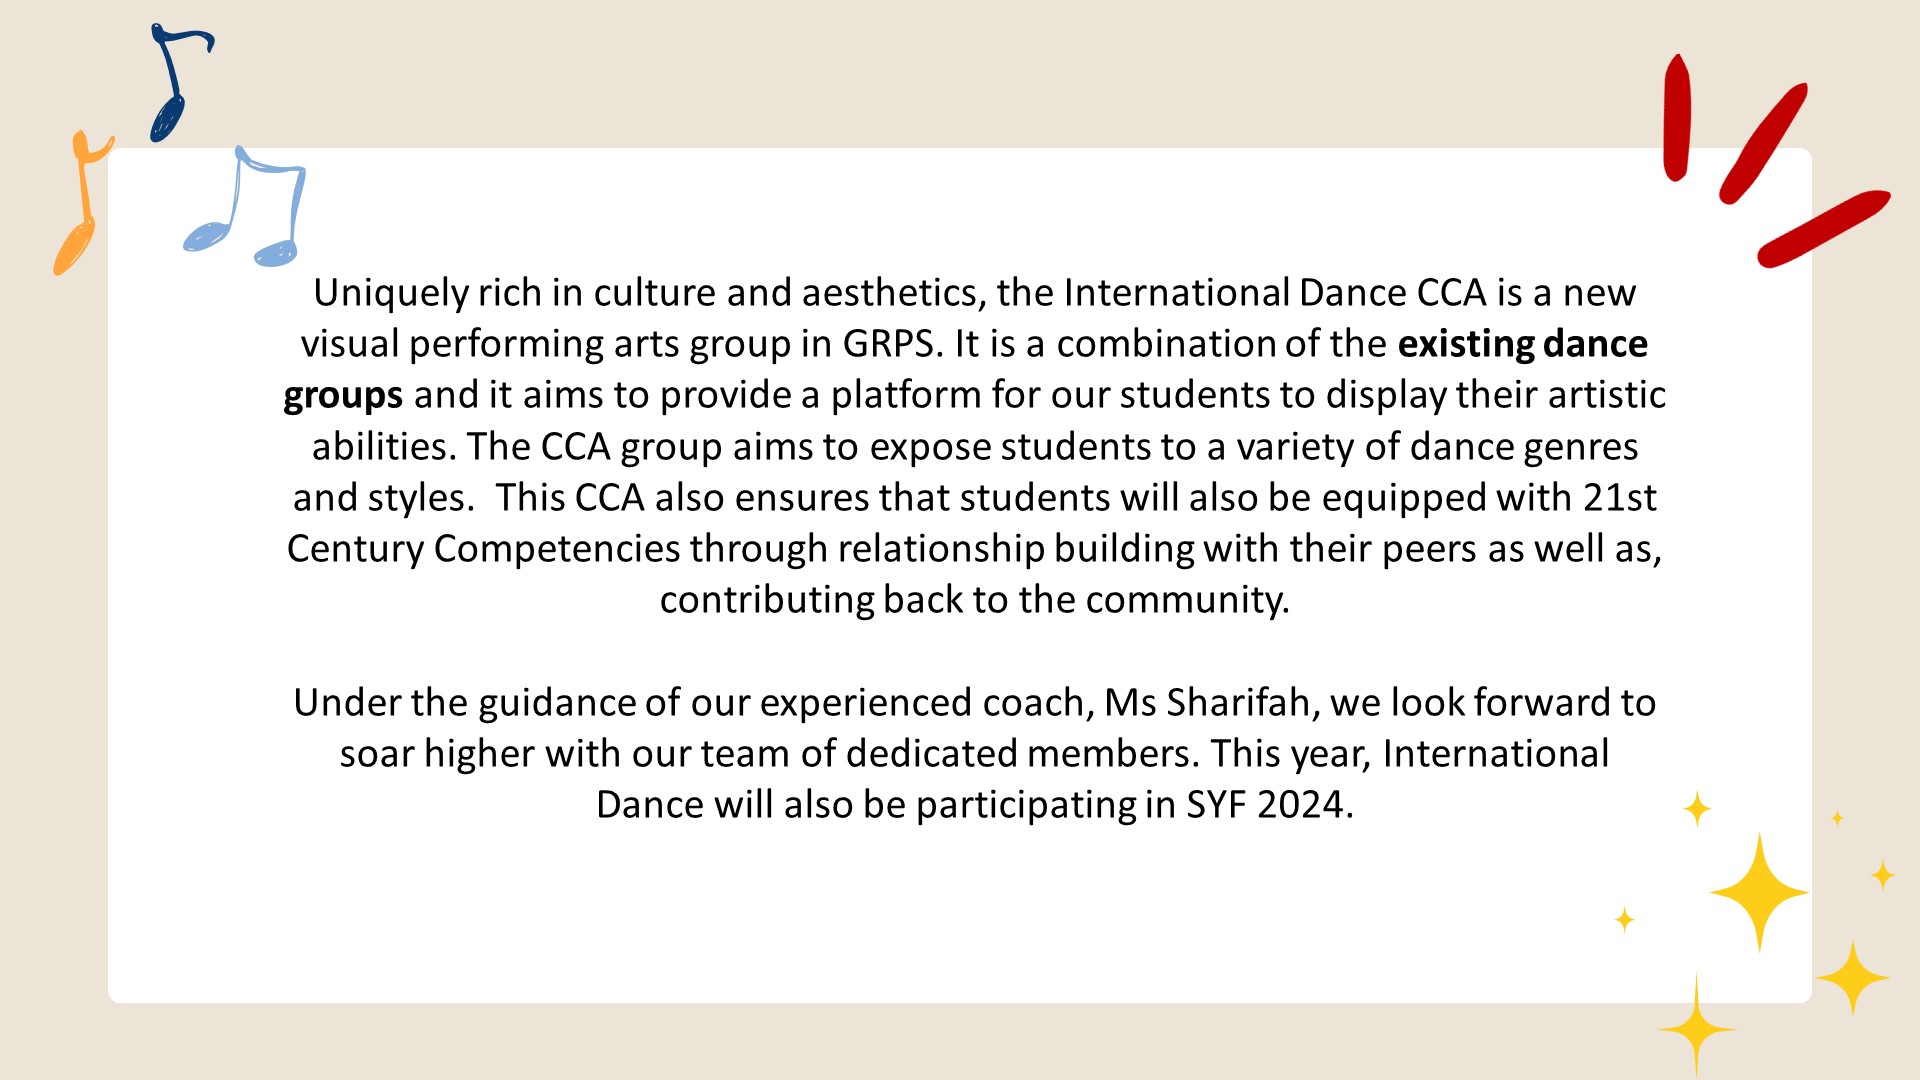 Uniquely rich in culture and aesthetics, the International Dance CCA is a new
visual performing arts group in GRPS. It is a combination of the existing dance
groups and it aims to provide a platform for our students to display their artistic
abilities. The CCA group aims to expose students to a variety of dance genres
and styles.  This CCA also ensures that students will also be equipped with 21st
Century Competencies through relationship building with their peers as well as,
contributing back to the community.
Under the guidance of our experienced coach, Ms Sharifah, we look forward to
soar higher with our team of dedicated members. This year, International
Dance will also be participating in SYF 2024.